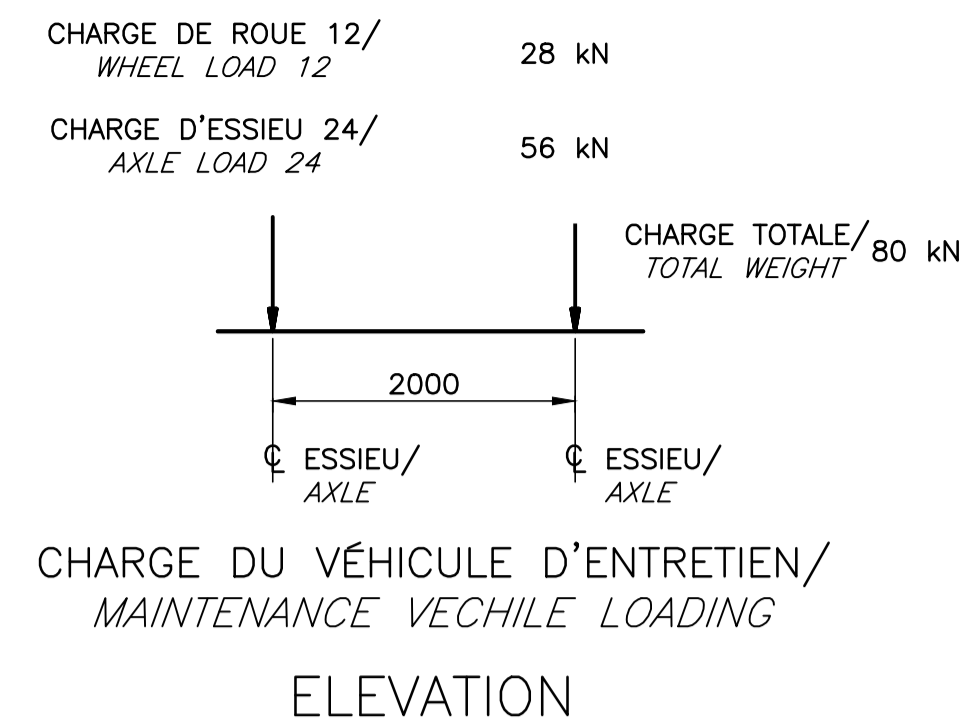 CHARGE DE ROUE 12/ 28 kN
WHEEL LOAD 12
CHARGE D'ESSIEU 24/ 56 kN
AXLE LOAD 24
CHARGE TOTALE/ 80 kN
TOTAL WEIGHT
2000
℄ ESSIEU/ ℄ ESSIEU/
AXLE AXLE
CHARGE DU VÉHICULE D'ENTRETIEN/
MAINTENANCE VECHILE LOADING
ELEVATION